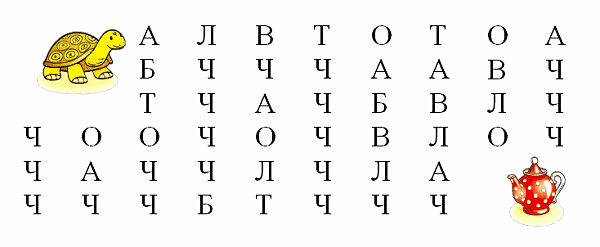 А Л В Т О Т О А
Б Ч Ч Ч А А В Ч
Т Ч А Ч Б В Л Ч
Ч О О Ч О Ч В Л О Ч
Ч А Ч Ч Л Ч Л А
Ч Ч Ч Б Т Ч Ч Ч